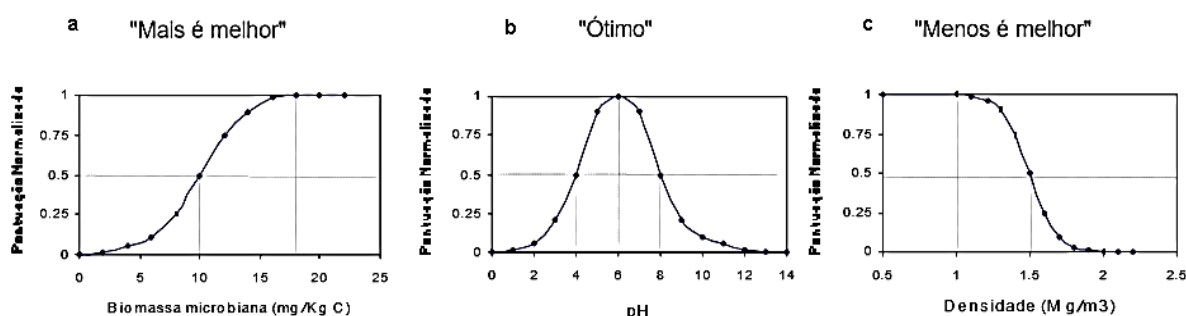 a "Mais é melhor"
b "Ótimo"
c "Menos é melhor"
Pontuação Normalizada
1
0.75
0.5
0.25
0
0 5 10 15 20 25
Biomassa microbiana (mg/Kg C)
Pontuação Normalizada
1
0.75
0.5
0.25
0
0 2 4 6 8 10 12 14
pH
Pontuação Normalizada
1
0.75
0.5
0.25
0
0.5 1 1.5 2 2.5
Densidade (Mg/m3)